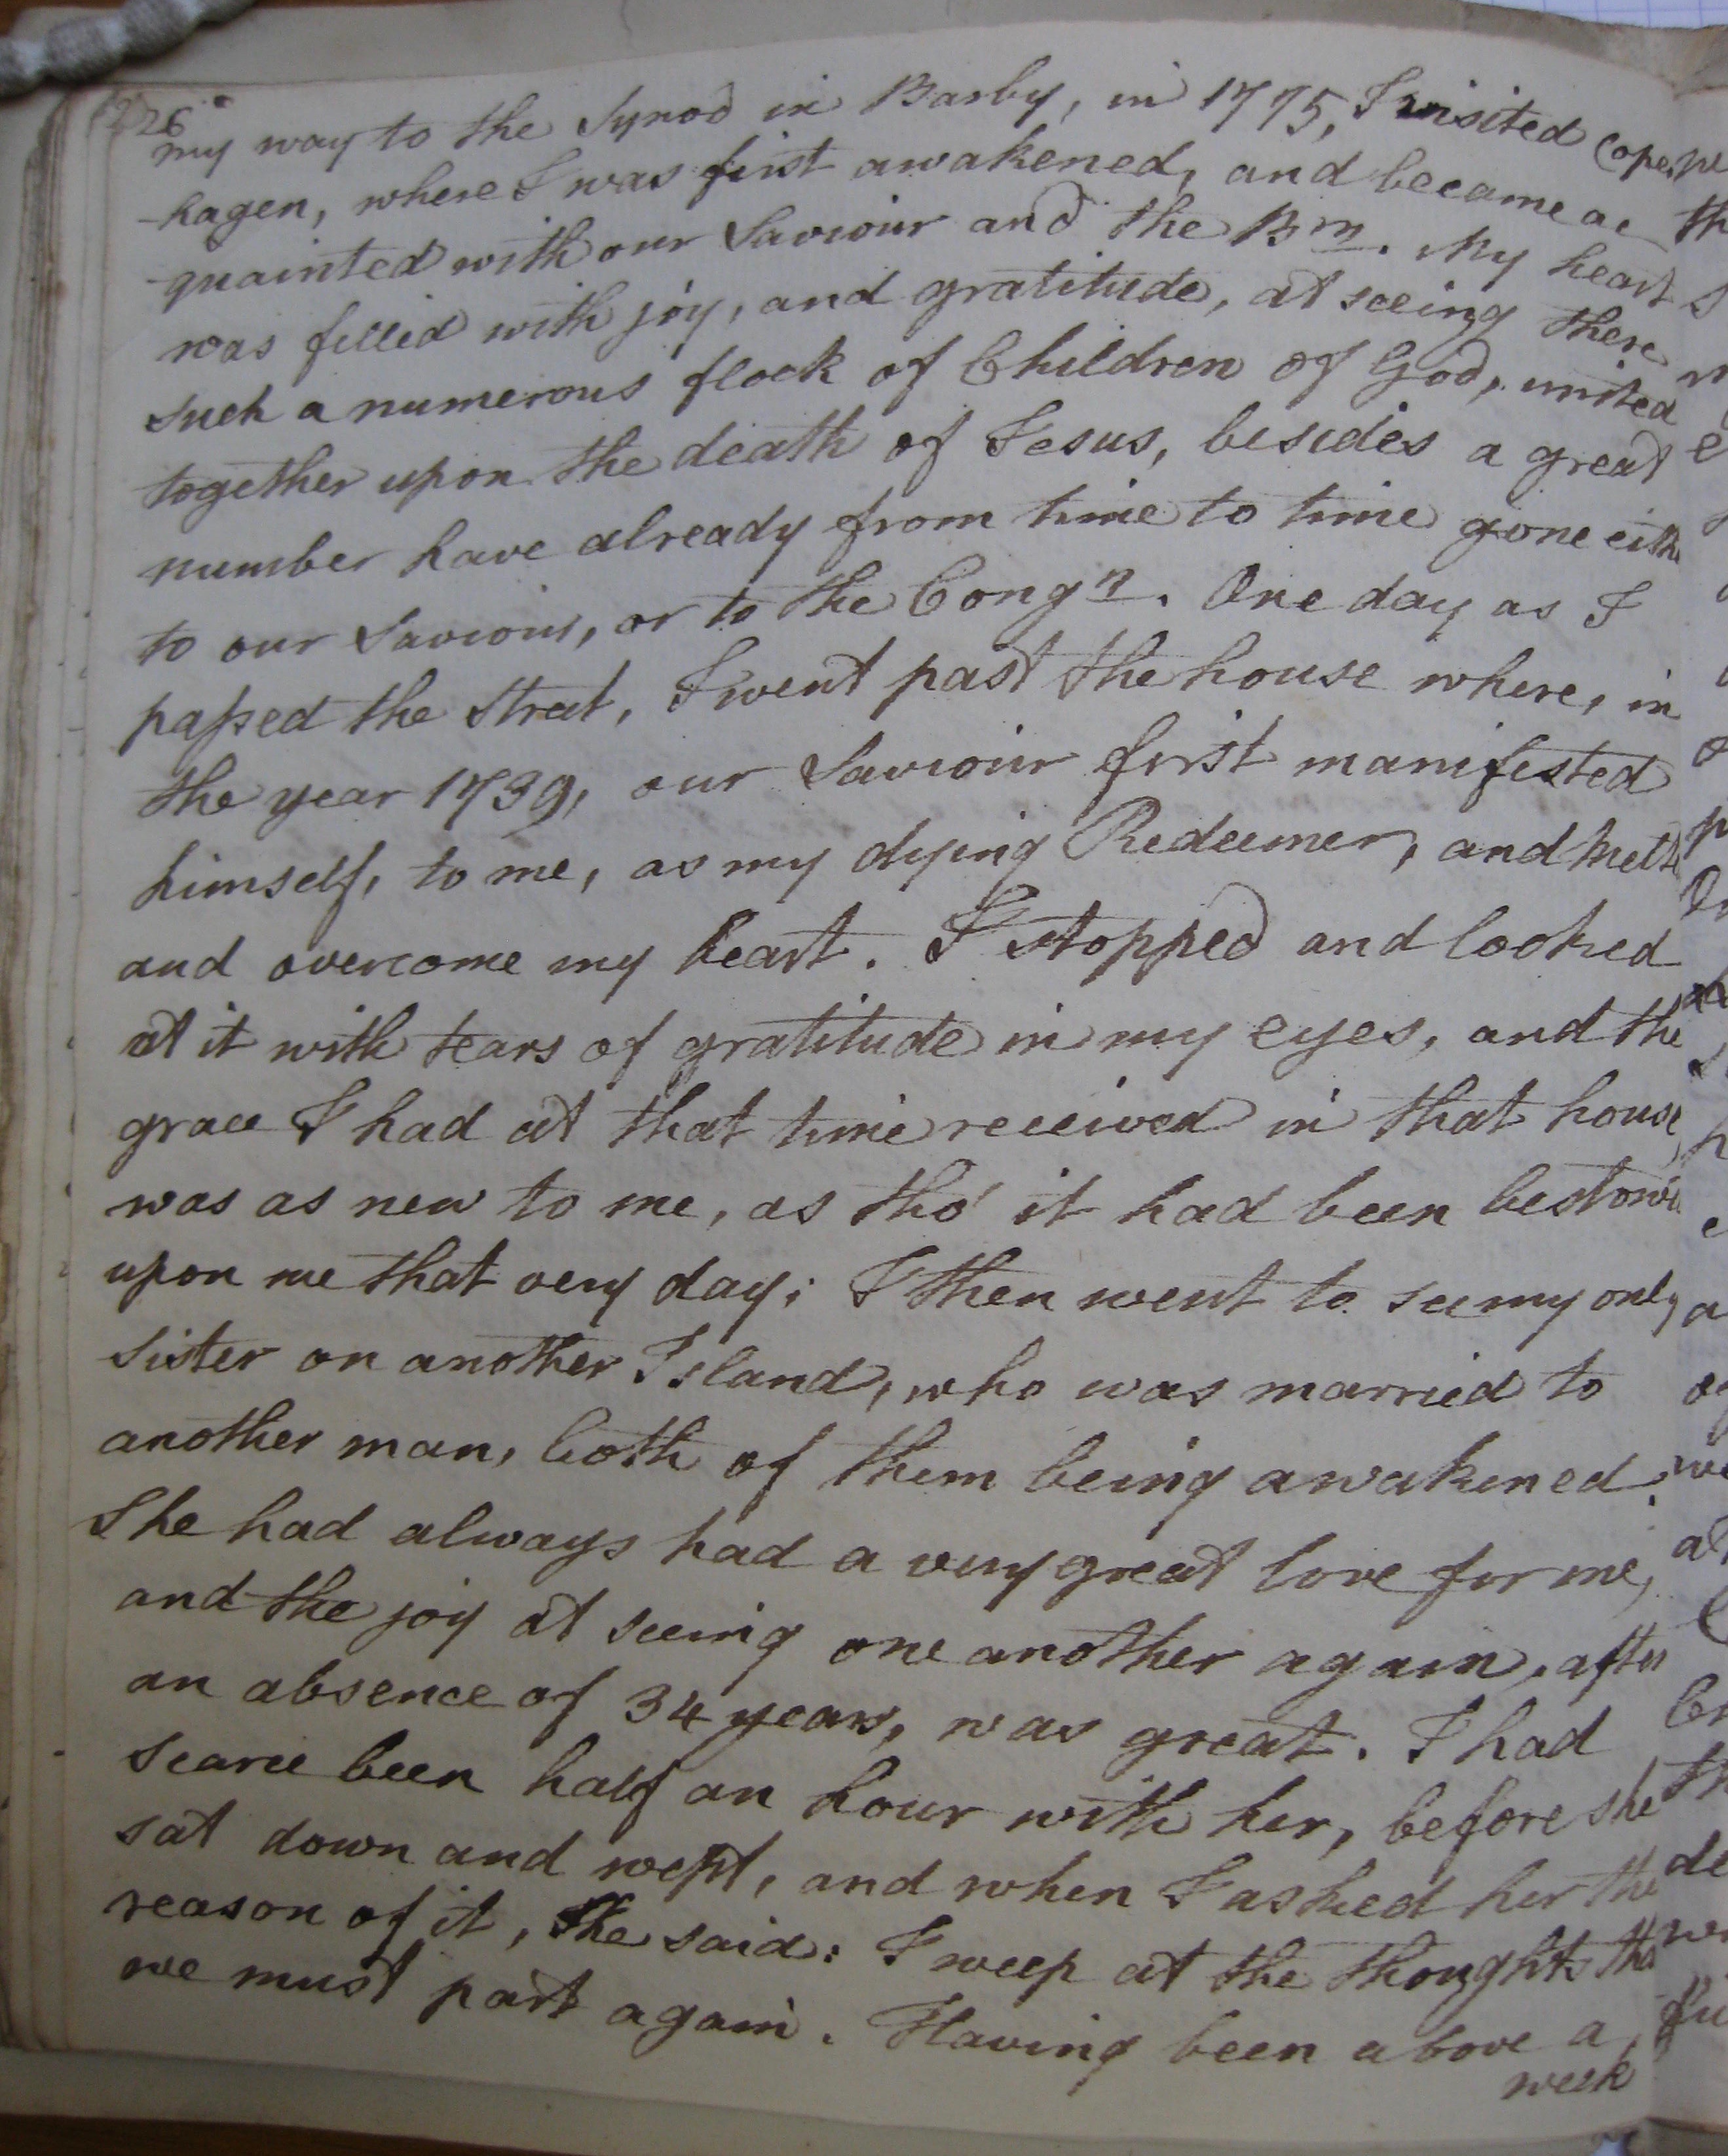 26
my way to the Synod in Barby, in 1775, I visited Copen
-hagen, where I was first awakened, and became ac
-quainted with our Saviour and the Brn. My heart
was filled with joy, and gratitude, at seeing there
such a numerous flock of Children of God, united
together upon the death of Jesus, besides a great
number have already from time to time gone eith
to our Saviour, or to the Congn. One day as I
passed the Street, I went past the house where, in
the year 1739, our Saviour first manifested
himself, to me, as my dying Redeemer, and melt
and overcome my heart. I stopped and looked
at it with tears of gratitude in my eyes, and the
grace I had at that time received in that house
was as new to me, as tho' it had been bestow'd
upon me that very day; I then went to see my only
sister on another Island, who was married to
another man, both of them being awakened.
She had always had a very great love for me,
and the joy at seeing one another again, after
an absence of 34 years, was great. I had
scarce been half an hour with her, before she
sat down and wept, and when I asked her the
reason of it, she said: I weep at the thoughts tha
we must part again. Having been above a
week